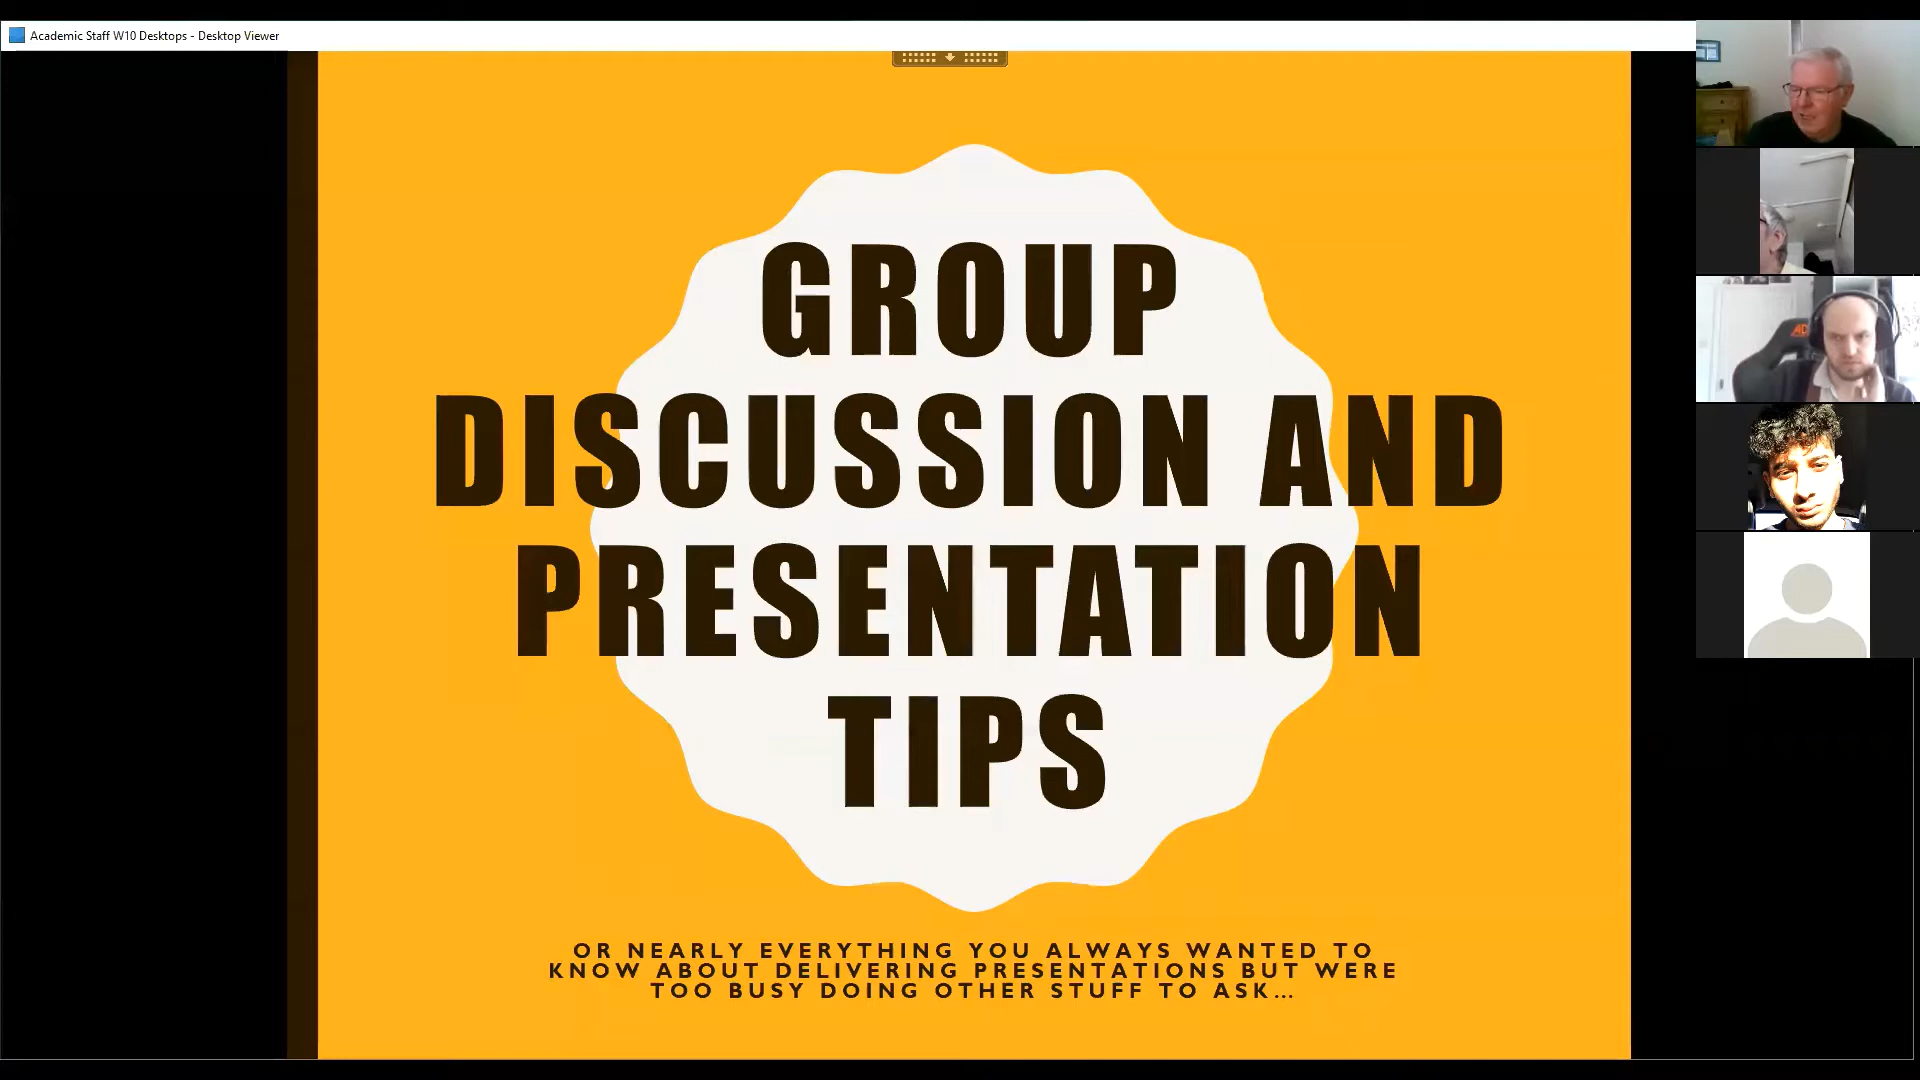 Academic Staff W10 Desktops - Desktop Viewer
GROUP
DISCUSSION AND
PRESENTATION
TIPS
OR NEARLY EVERYTHING YOU ALWAYS WANTED TO
KNOW ABOUT DELIVERING PRESENTATIONS BUT WERE
TOO BUSY DOING OTHER STUFF TO ASK...